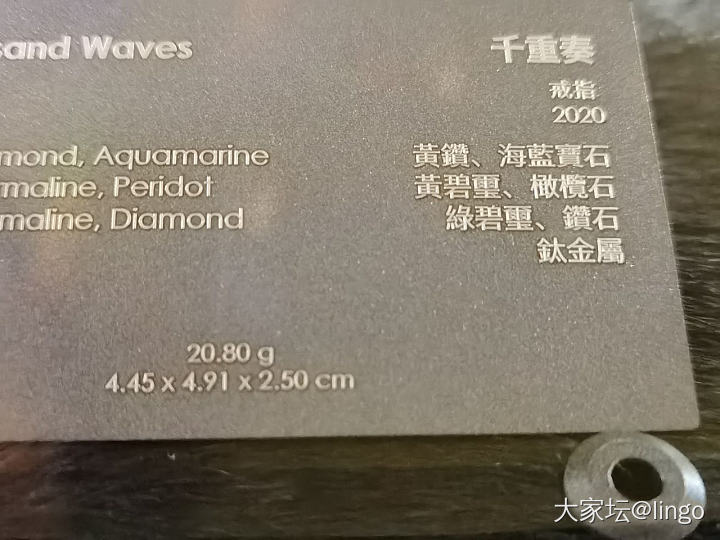 sand Waves 千重奏
戒指
2020
mond, Aquamarine 黃鑽、海藍寶石
rmaline, Peridot 黃碧璽、橄欖石
maline, Diamond 綠碧璽、鑽石
鈦金屬
20.80 g
4.45 x 4.91 x 2.50 cm
大家坛@lingo